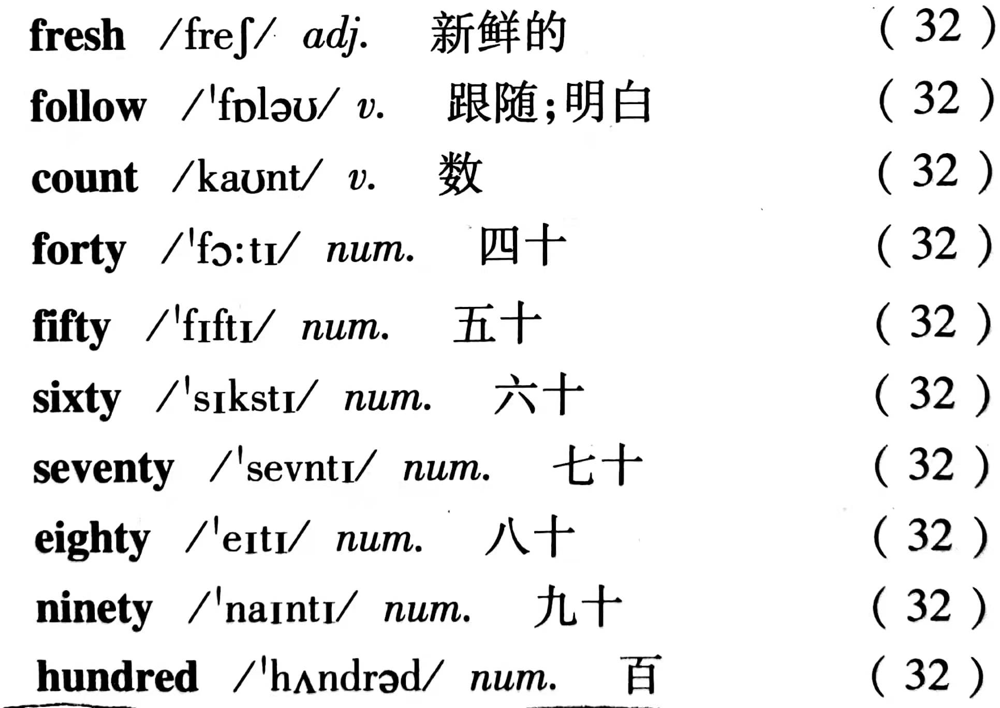 fresh /freʃ/ adj. 新鲜的 ( 32 )
follow /ˈfɒləʊ/ v. 跟随;明白 ( 32 )
count /kaʊnt/ v. 数 ( 32 )
forty /ˈfɔ:tɪ/ num. 四十 ( 32 )
fifty /ˈfɪftɪ/ num. 五十 ( 32 )
sixty /ˈsɪkstɪ/ num. 六十 ( 32 )
seventy /ˈsevntɪ/ num. 七十 ( 32 )
eighty /ˈeɪtɪ/ num. 八十 ( 32 )
ninety /ˈnaɪntɪ/ num. 九十 ( 32 )
hundred /ˈhʌndrəd/ num. 百 ( 32 )